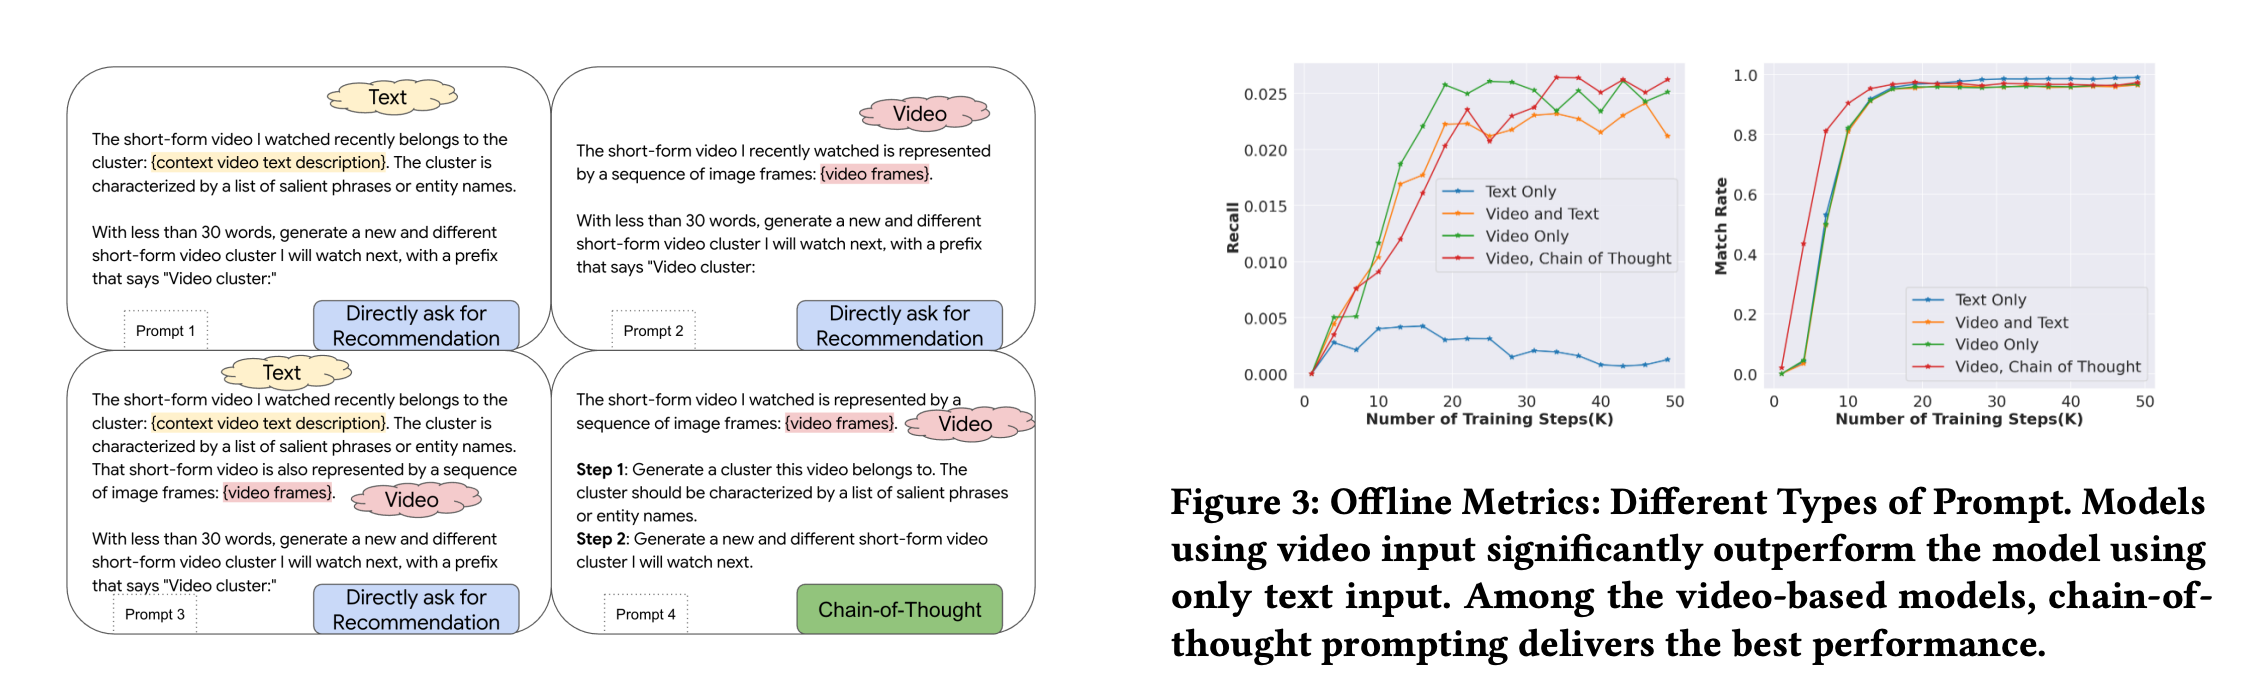 Text
The short-form video I watched recently belongs to the
cluster: {context video text description}. The cluster is
characterized by a list of salient phrases or entity names.
With less than 30 words, generate a new and different
short-form video cluster I will watch next, with a prefix
that says "Video cluster:"
Prompt 1
Directly ask for
Recommendation
Video
The short-form video I recently watched is represented
by a sequence of image frames: {video frames}.
With less than 30 words, generate a new and different
short-form video cluster I will watch next, with a prefix
that says "Video cluster:
Prompt 2
Directly ask for
Recommendation
Text
The short-form video I watched recently belongs to the
cluster: {context video text description}. The cluster is
characterized by a list of salient phrases or entity names.
That short-form video is also represented by a sequence
of image frames: {video frames}.
Video
With less than 30 words, generate a new and different
short-form video cluster I will watch next, with a prefix
that says "Video cluster:"
Prompt 3
Directly ask for
Recommendation
The short-form video I watched is represented by a
sequence of image frames: {video frames}.
Video
Step 1: Generate a cluster this video belongs to. The
cluster should be characterized by a list of salient phrases
or entity names.
Step 2: Generate a new and different short-form video
cluster I will watch next.
Prompt 4
Chain-of-Thought
Recall
0.025
0.020
0.015
0.010
0.005
0.000
Text Only
Video and Text
Video Only
Video, Chain of Thought
0 10 20 30 40 50
Number of Training Steps(K)
Match Rate
1.0
0.8
0.6
0.4
0.2
0.0
Text Only
Video and Text
Video Only
Video, Chain of Thought
0 10 20 30 40 50
Number of Training Steps(K)
Figure 3: Offline Metrics: Different Types of Prompt. Models
using video input significantly outperform the model using
only text input. Among the video-based models, chain-of-
thought prompting delivers the best performance.